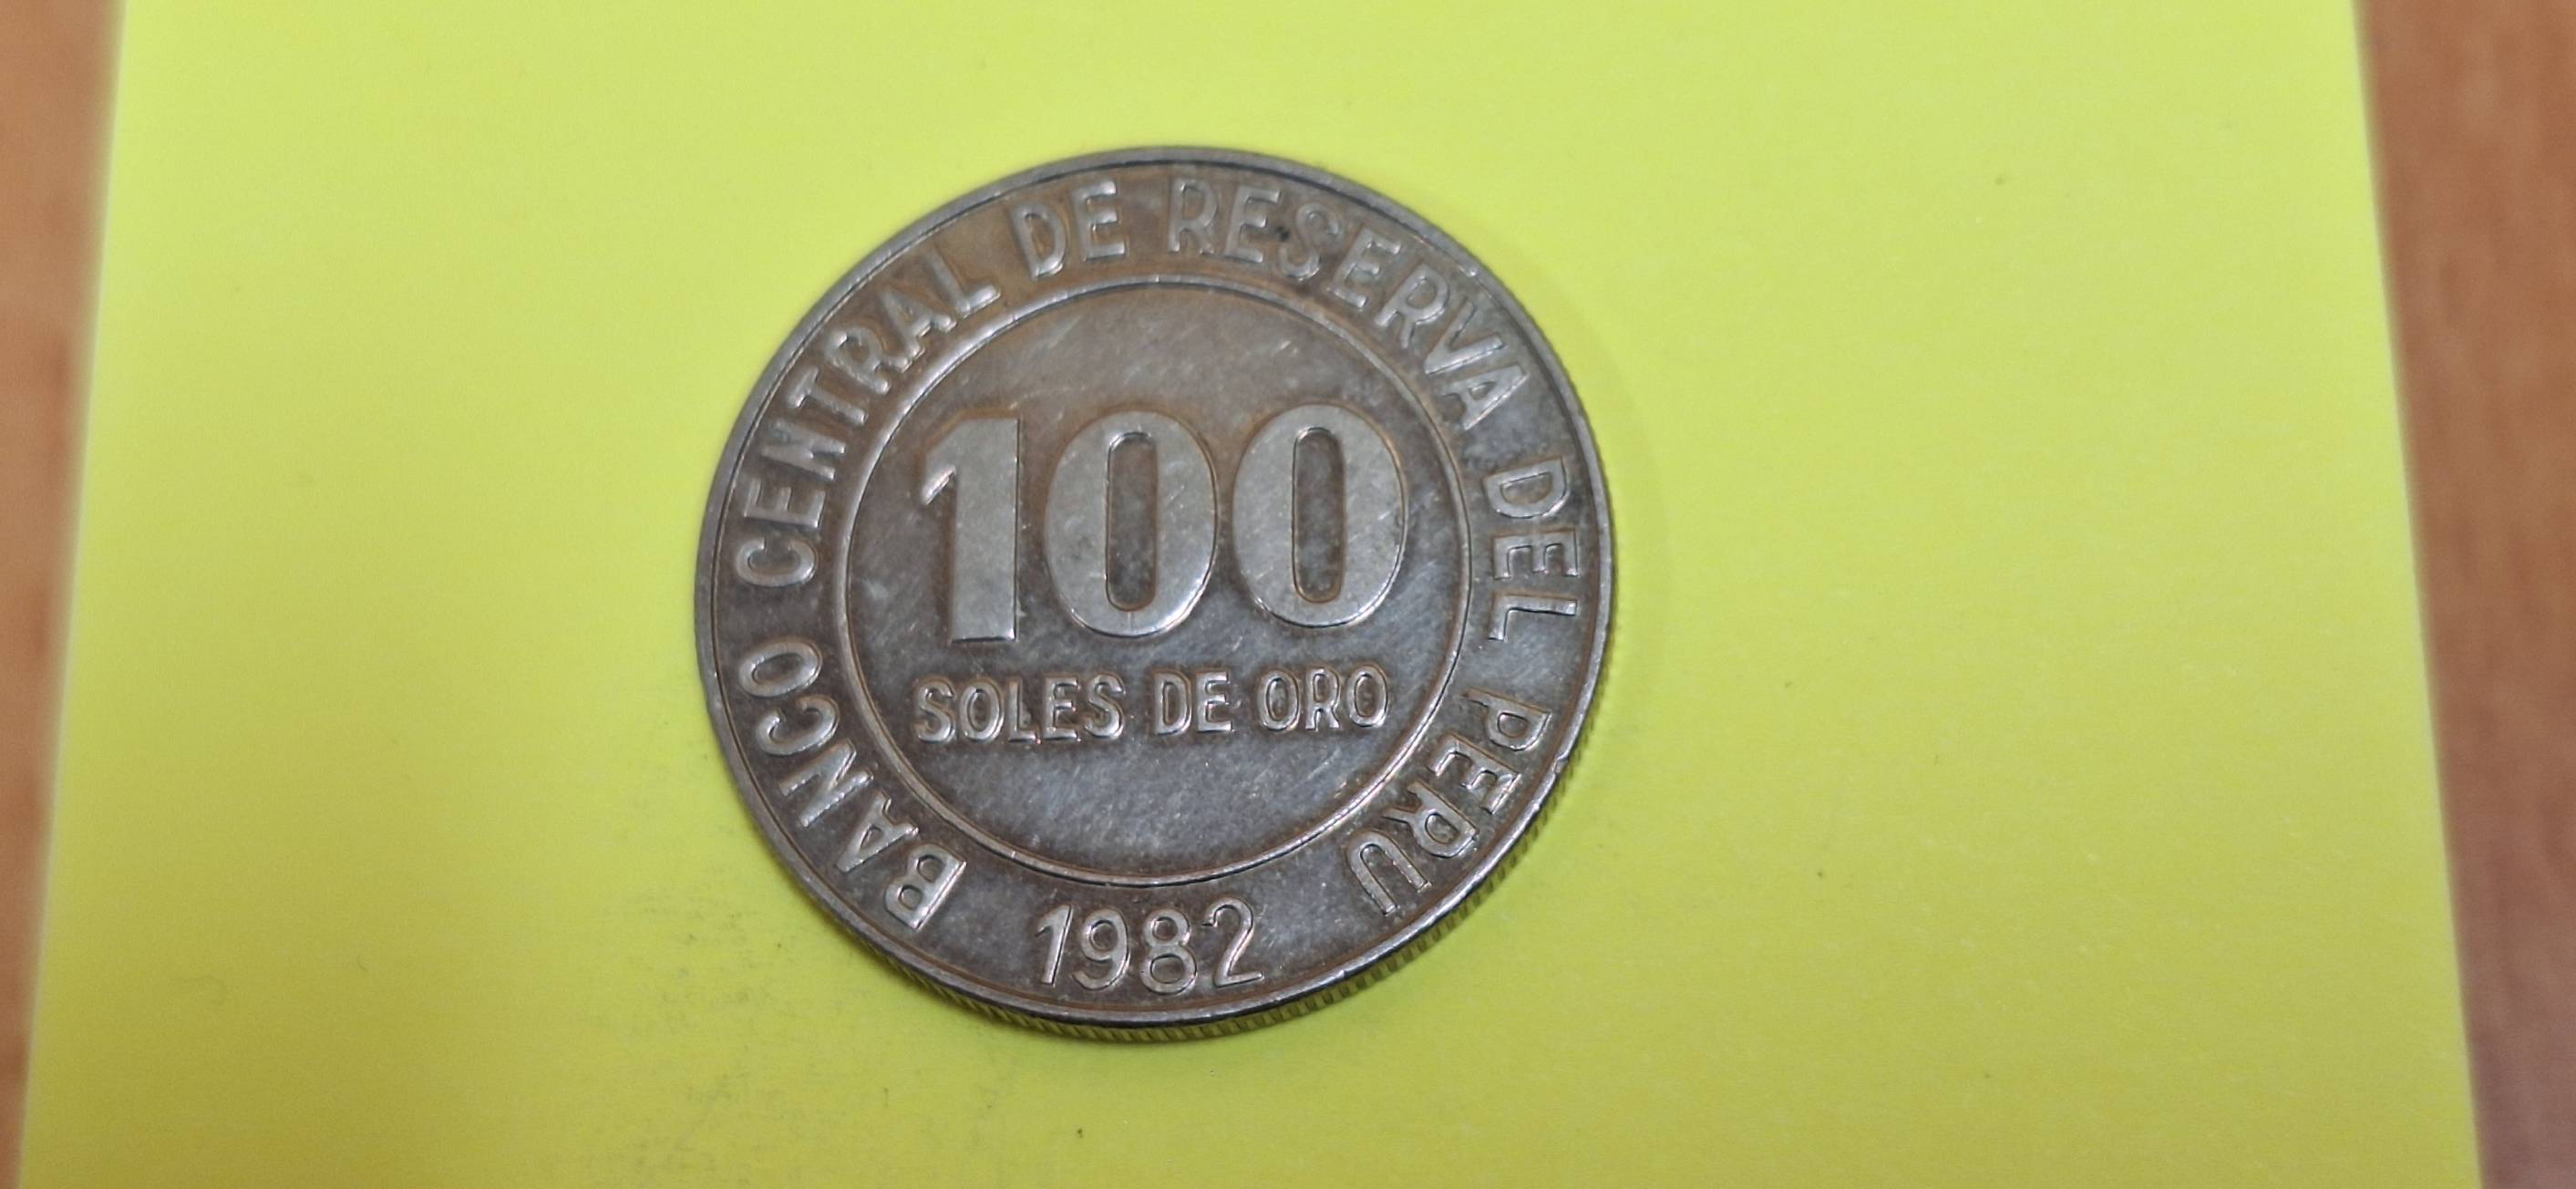 BANCO CENTRAL DE RESERVA DEL PERU
100
SOLES DE ORO
1982